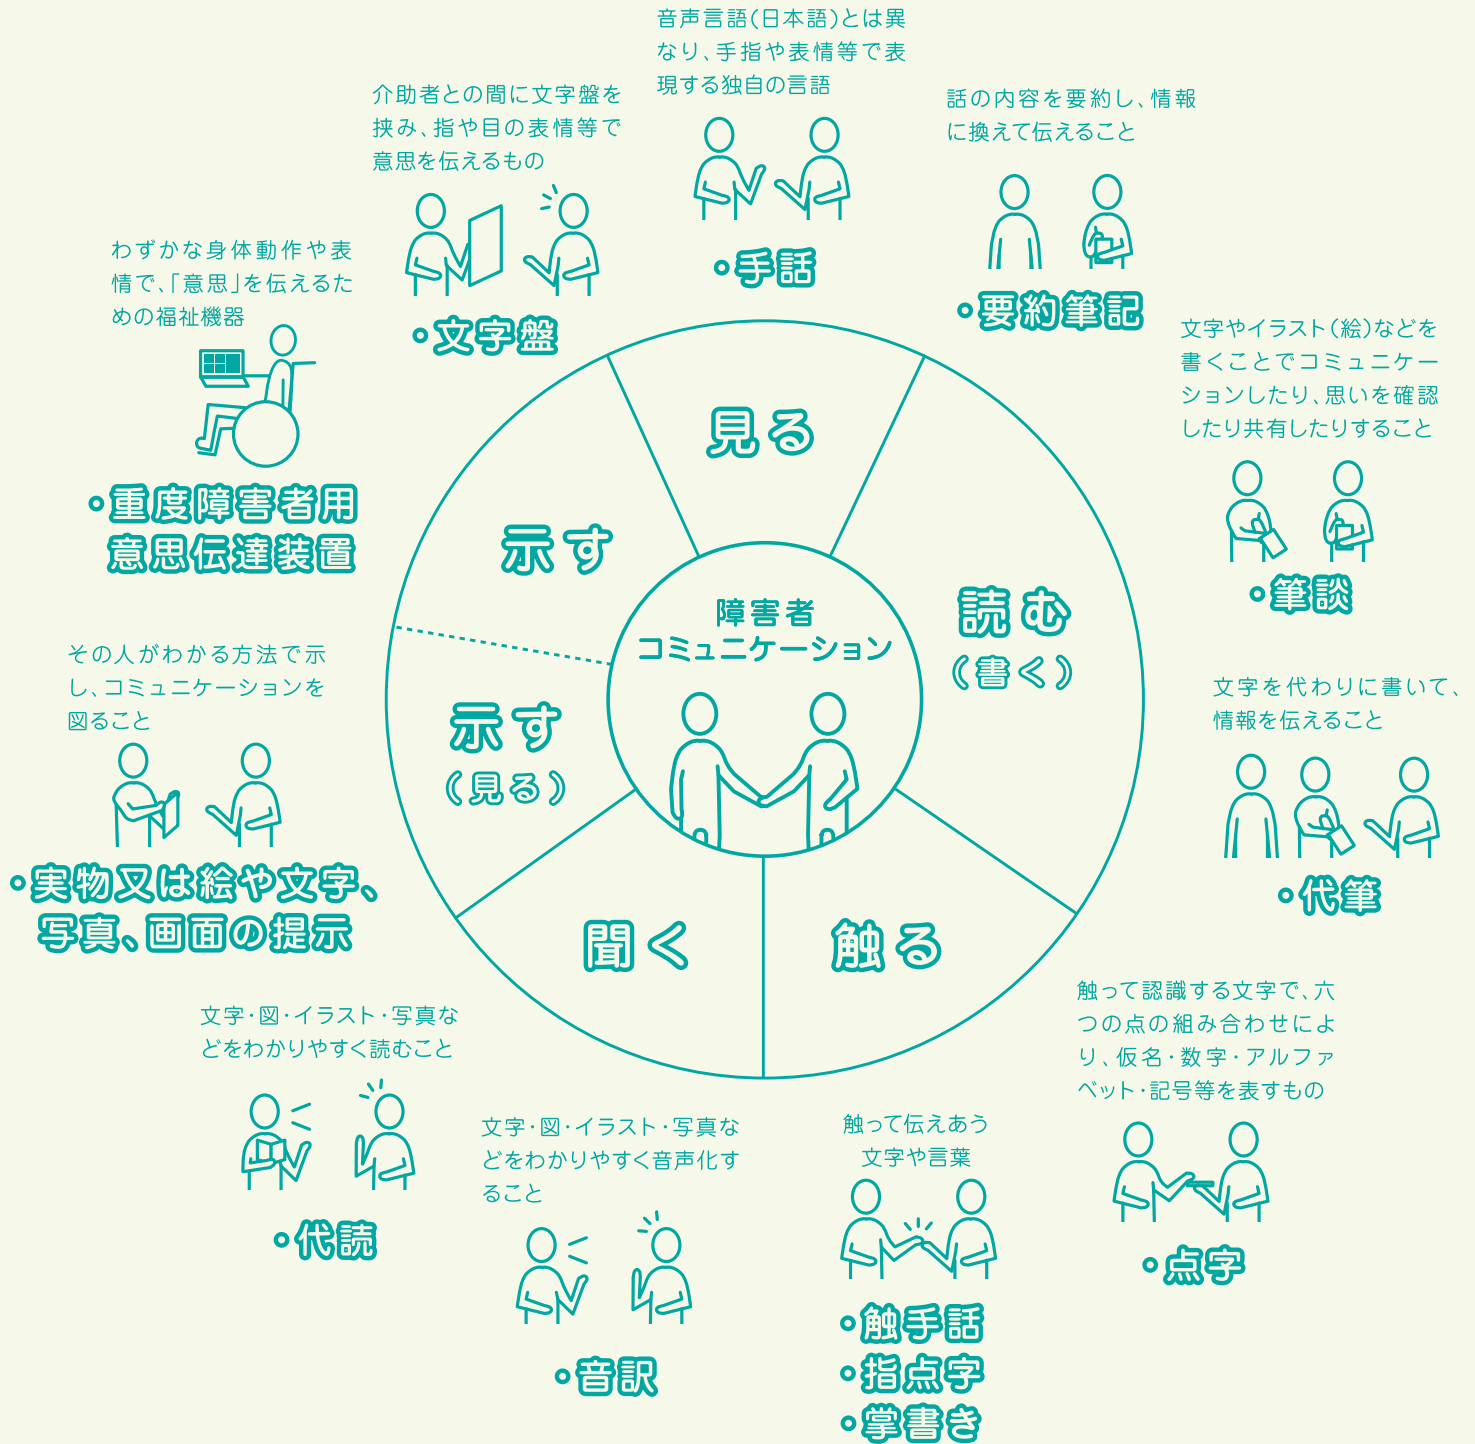 音声言語(日本語)とは異
なり、手指や表情等で表
現する独自の言語
・手話
話の内容を要約し、情報
に換えて伝えること
・要約筆記
文字やイラスト(絵)などを
書くことでコミュニケー
ションしたり、思いを確認
したり共有したりすること
・筆談
文字を代わりに書いて、
情報を伝えること
・代筆
触って認識する文字で、六
つの点の組み合わせによ
り、仮名・数字・アルファ
ベット・記号等を表すもの
・点字
触って伝えあう
文字や言葉
・触手話
・指点字
・掌書き
文字・図・イラスト・写真な
どをわかりやすく音声化す
ること
・音訳
文字・図・イラスト・写真な
どをわかりやすく読むこと
・代読
その人がわかる方法で示
し、コミュニケーションを
図ること
・実物又は絵や文字、
写真、画面の提示
わずかな身体動作や表
情で、「意思」を伝えるた
めの福祉機器
・重度障害者用
意思伝達装置
介助者との間に文字盤を
挟み、指や目の表情等で
意思を伝えるもの
・文字盤
見る
読む
(書く)
触る
聞く
示す
(見る)
示す
障害者
コミュニケーション